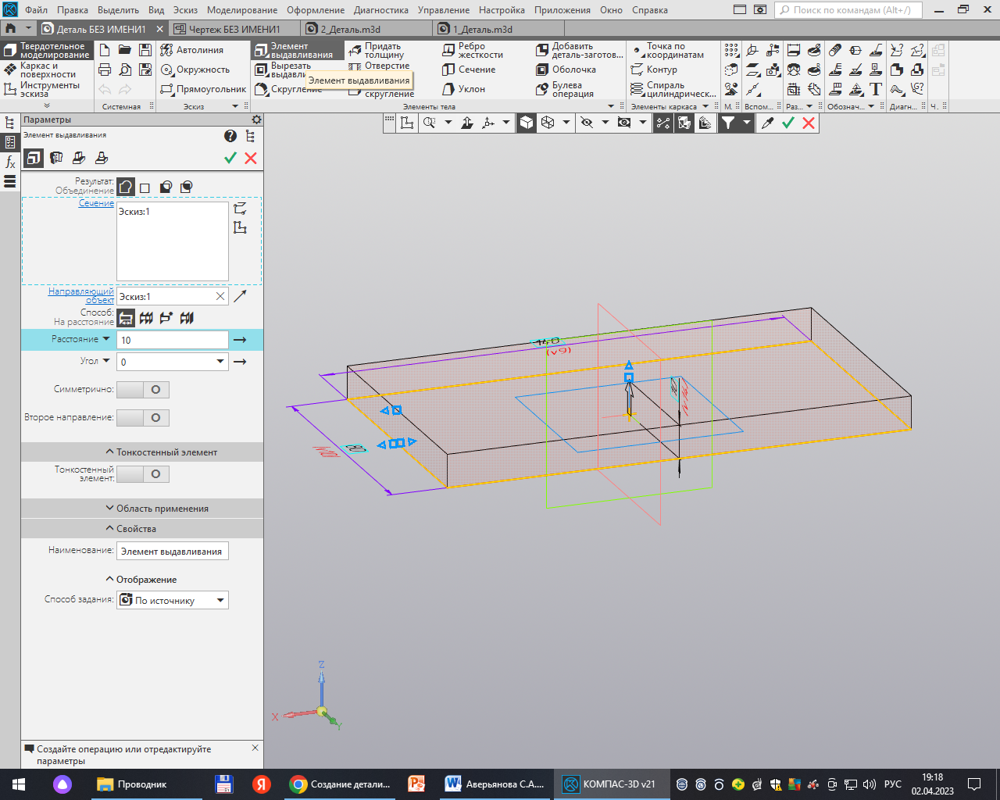 Файл Правка Выделить Вид Эскиз Моделирование Оформление Диагностика Управление Настройка Приложения Окно Справка
Поиск по командам (Alt+/)
Деталь БЕЗ ИМЕНИ1
Чертеж БЕЗ ИМЕНИ1
2_Деталь.m3d
1_Деталь.m3d
Твердотельное моделирование
Каркас и поверхности
Инструменты эскиза
Системная
Автолиния
Окружность
Прямоугольник
Эскиз
Элемент выдавливания
Вырезать
Скругление
Элемент выдавливания
Придать толщину
Отверстие
скругление
Ребро жесткости
Сечение
Уклон
Добавить деталь-заготов...
Оболочка
Булева операция
Элементы тела
Точка по координатам
Контур
Спираль цилиндрическ...
Элементы каркаса
М.
Вспом...
Раз...
Обознач...
Диагн...
Ч..
Параметры
Элемент выдавливания
Результат:
Объединение
Сечение
Эскиз:1
Направляющий объект
Эскиз:1
Способ:
На расстояние
Расстояние
10
Угол
0
Симметрично:
Второе направление:
Тонкостенный элемент
Тонкостенный элемент:
Область применения
Свойства
Наименование:
Элемент выдавливания
Отображение
Способ задания:
По источнику
Создайте операцию или отредактируйте
параметры
140
(v9)
Z
X
Y
Проводник
Создание детали...
Аверьянова С.А....
КОМПАС-3D v21
РУС
19:18
02.04.2023